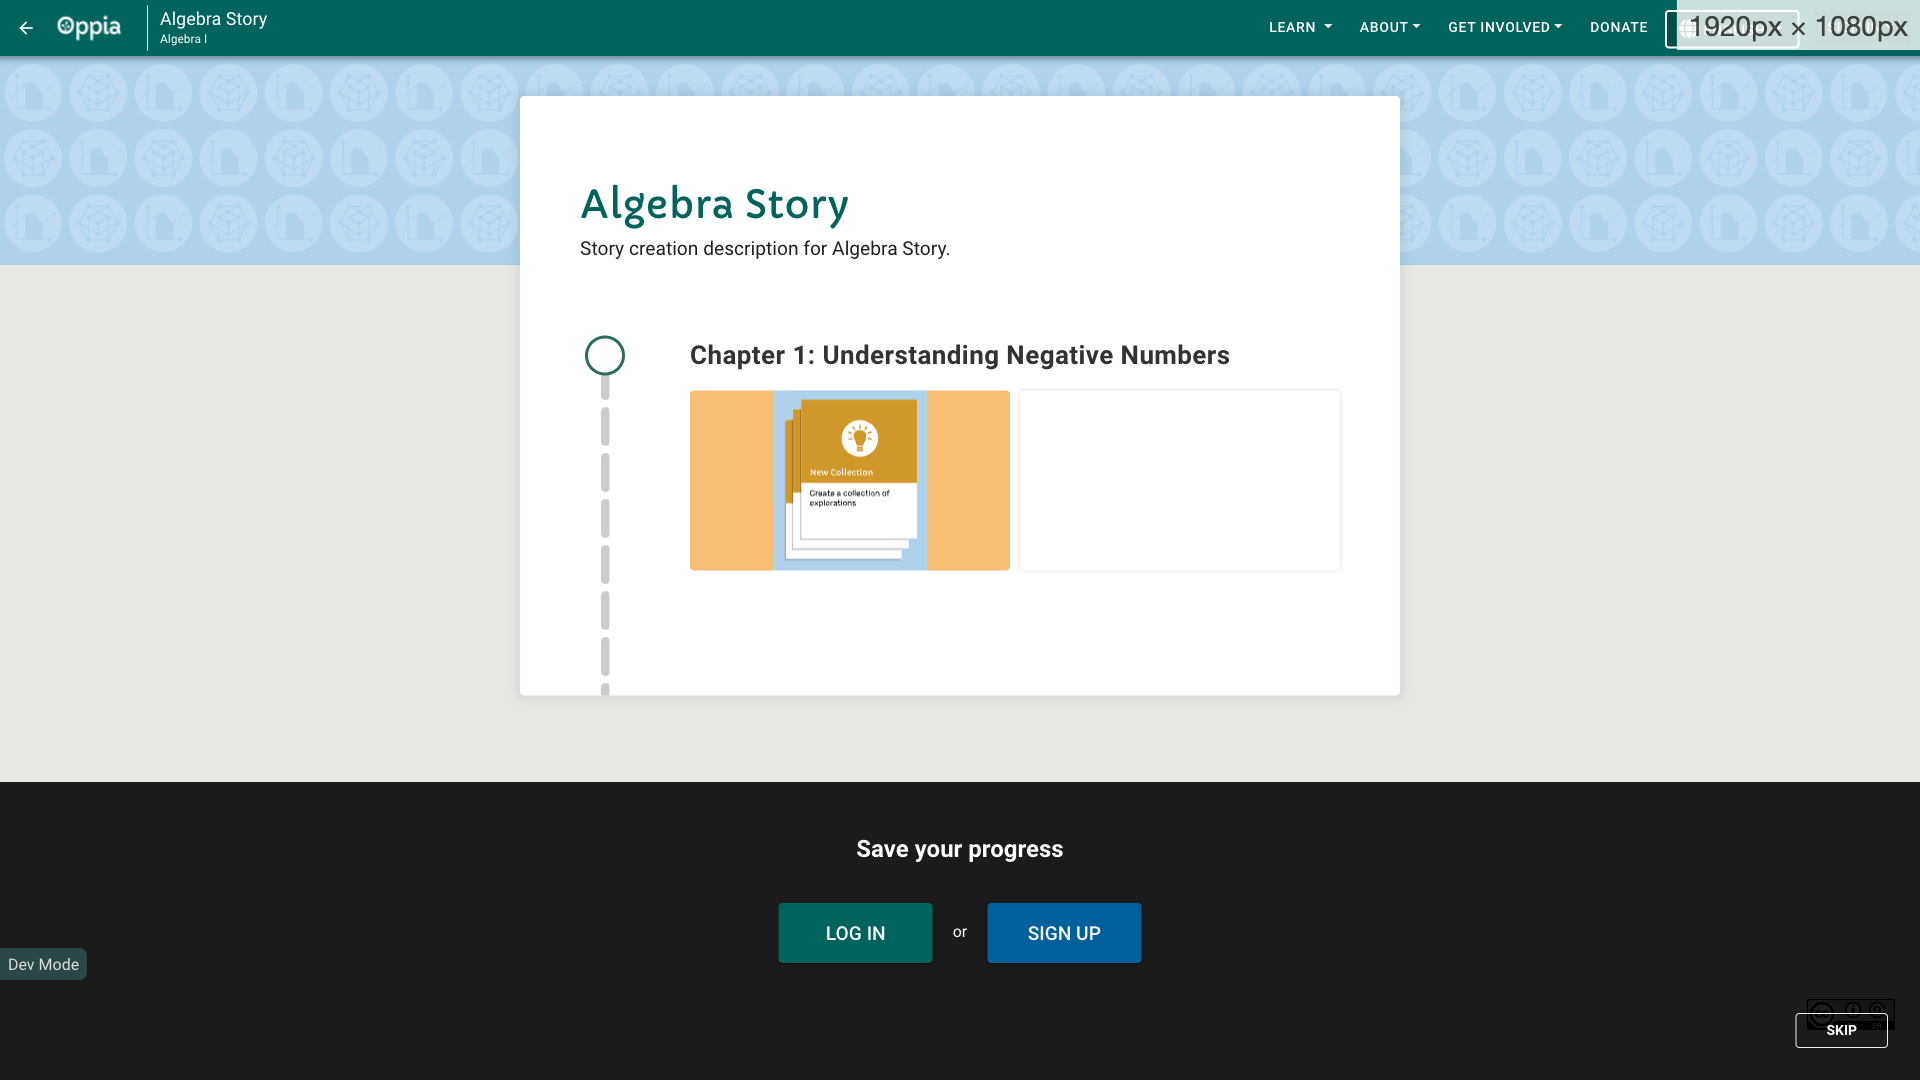 Oppia
Algebra Story
Algebra I
LEARN
ABOUT
GET INVOLVED
DONATE
1920px × 1080px
Algebra Story
Story creation description for Algebra Story.
Chapter 1: Understanding Negative Numbers
New Collection
Create a collection of
explorations
Save your progress
LOG IN
or
SIGN UP
Dev Mode
SKIP